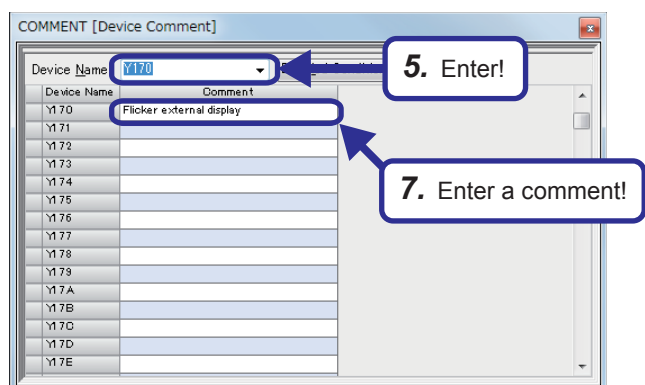 COMMENT [Device Comment]
Device Name Y170
5. Enter!
Device Name Comment
Y170 Flicker external display
Y171
Y172
Y173
Y174
7. Enter a comment!
Y175
Y176
Y177
Y178
Y179
Y17A
Y17B
Y17C
Y17D
Y17E